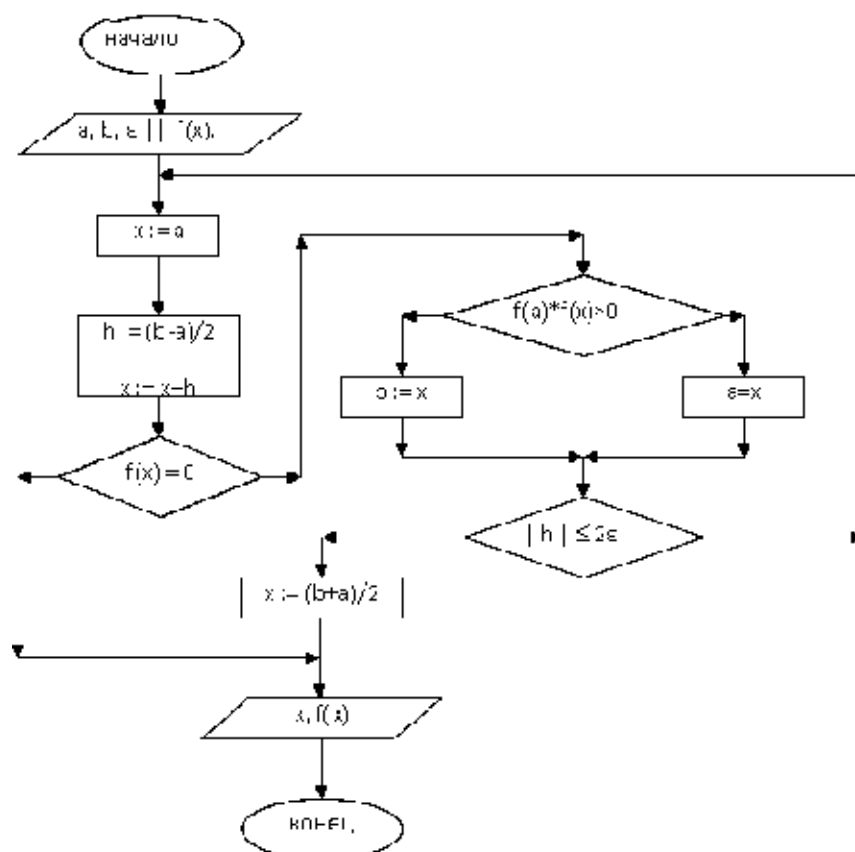 начало
a, b, ε || f(x).
x := a
h =(b-a)/2
x := x+h
f(x) = 0
f(a)*f(x)>0
b := x
a=x
| h | ≤ 2ε
x := (b+a)/2
x, f(x)
конец